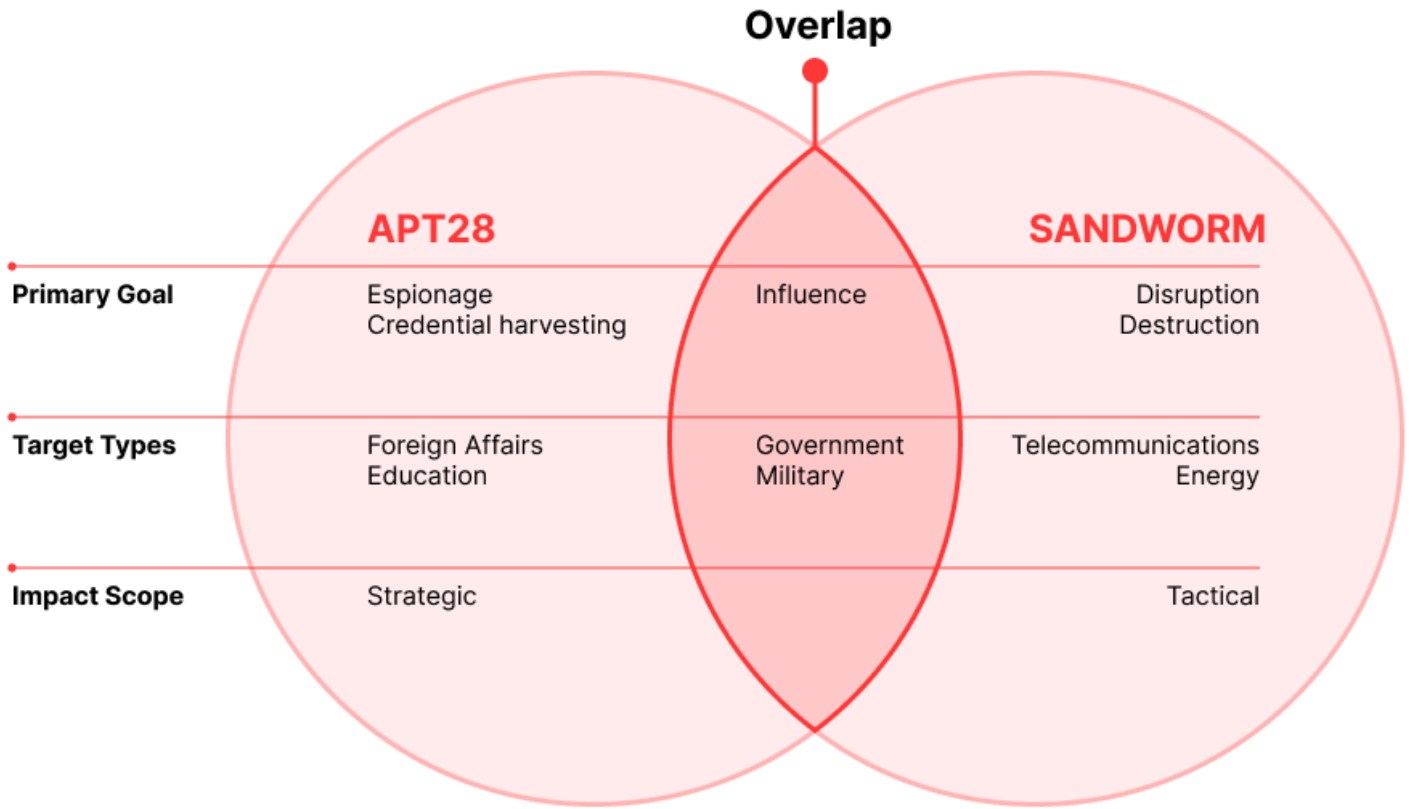 Overlap
APT28
SANDWORM
Primary Goal
Espionage
Credential harvesting
Influence
Disruption
Destruction
Target Types
Foreign Affairs
Education
Government
Military
Telecommunications
Energy
Impact Scope
Strategic
Tactical